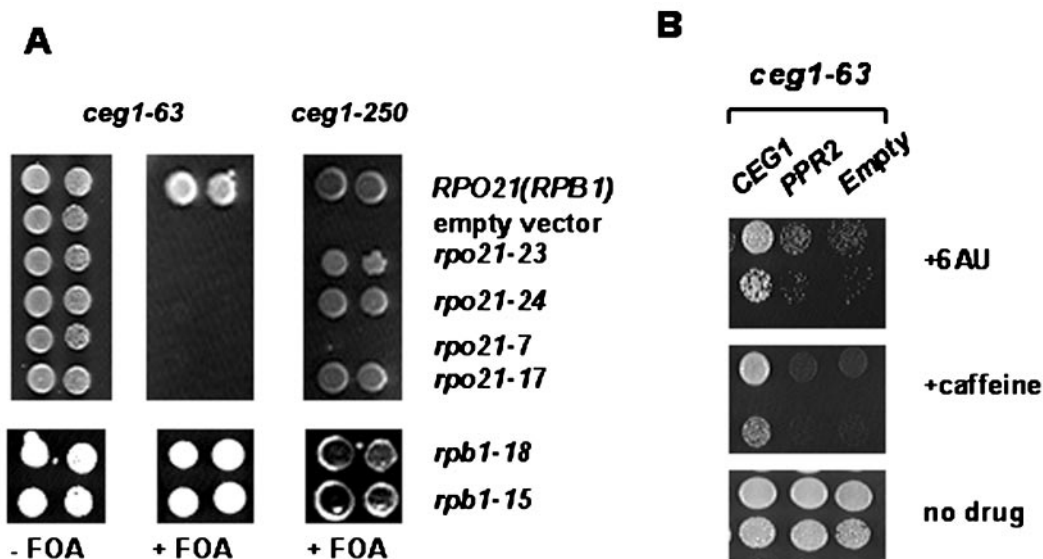 A
ceg1-63
ceg1-250
RPO21(RPB1)
empty vector
rpo21-23
rpo21-24
rpo21-7
rpo21-17
rpb1-18
rpb1-15
- FOA
+ FOA
+ FOA
B
ceg1-63
CEG1
PPR2
Empty
+6AU
+caffeine
no drug